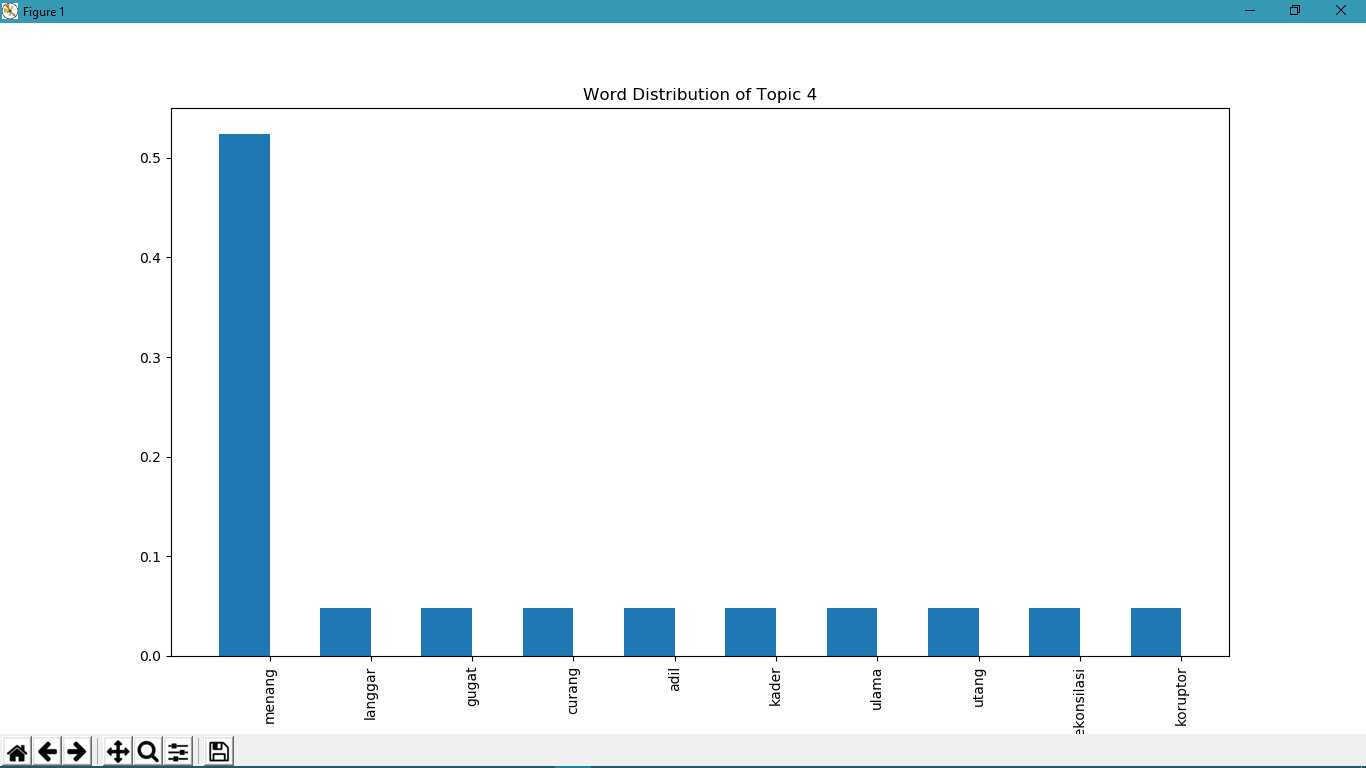 Figure 1
Word Distribution of Topic 4
0.5
0.4
0.3
0.2
0.1
0.0
menang
langgar
gugat
curang
adil
kader
ulama
utang
ekonsilasi
koruptor